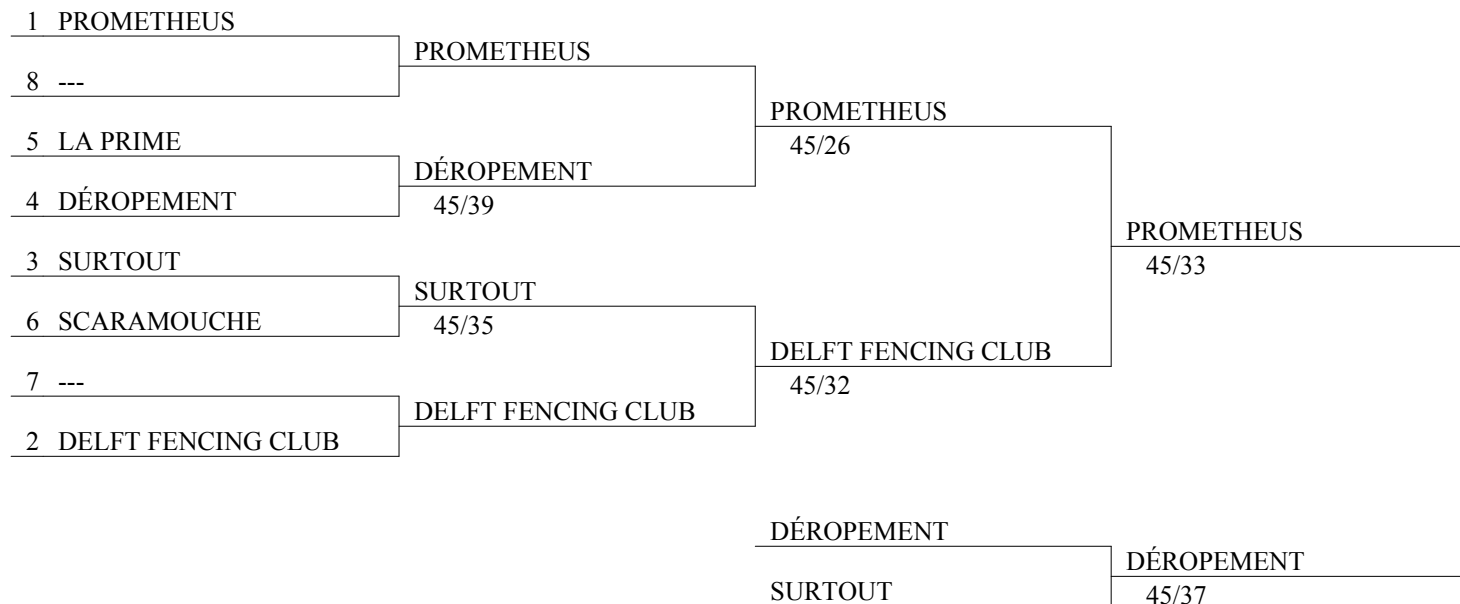 1 PROMETHEUS
8 ---
5 LA PRIME
4 DÉROPEMENT
3 SURTOUT
6 SCARAMOUCHE
7 ---
2 DELFT FENCING CLUB
PROMETHEUS
DÉROPEMENT
45/39
SURTOUT
45/35
DELFT FENCING CLUB
PROMETHEUS
45/26
DELFT FENCING CLUB
45/32
PROMETHEUS
45/33
DÉROPEMENT
SURTOUT
DÉROPEMENT
45/37